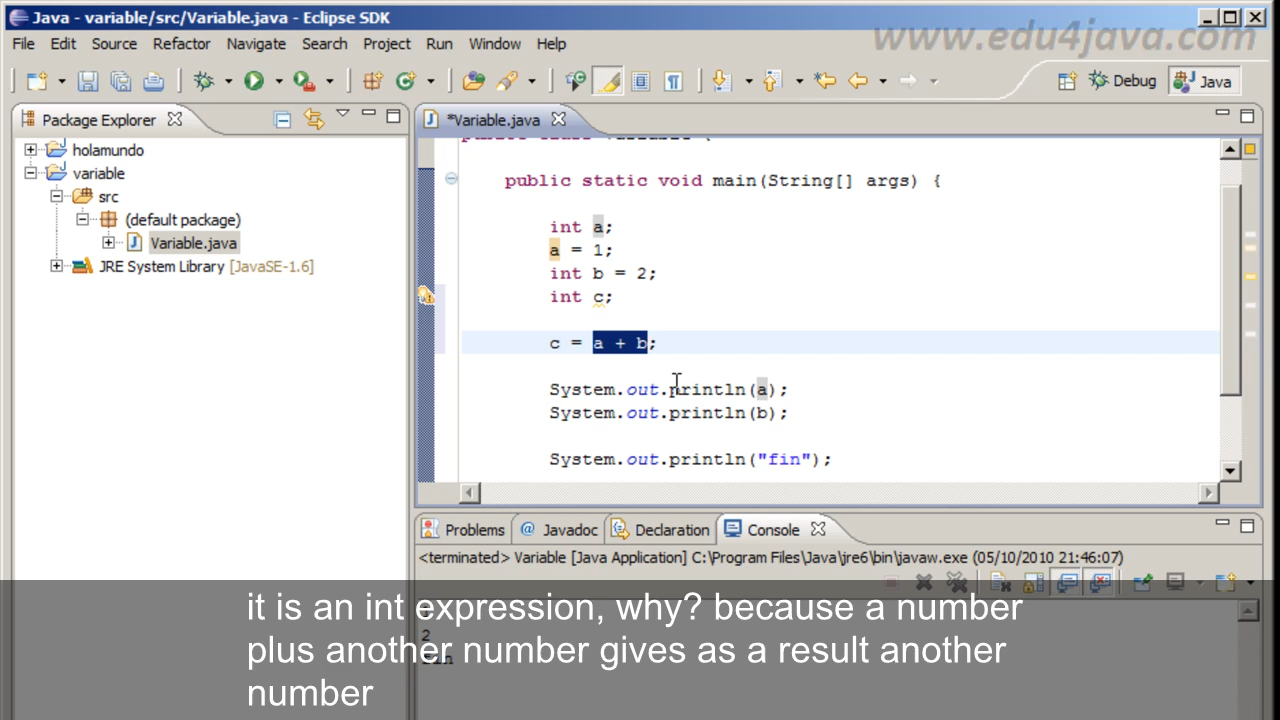 Java - variable/src/Variable.java - Eclipse SDK
www.edu4java.com
File Edit Source Refactor Navigate Search Project Run Window Help
Debug Java
Package Explorer
*Variable.java
holamundo
variable
src
(default package)
Variable.java
JRE System Library [JavaSE-1.6]
public static void main(String[] args) {
int a;
a = 1;
int b = 2;
int c;
c = a + b;
System.out.println(a);
System.out.println(b);
System.out.println("fin");
Problems Javadoc Declaration Console
<terminated> Variable [Java Application] C:\Program Files\Java\jre6\bin\javaw.exe (05/10/2010 21:46:07)
2
it is an int expression, why? because a number
plus another number gives as a result another
number